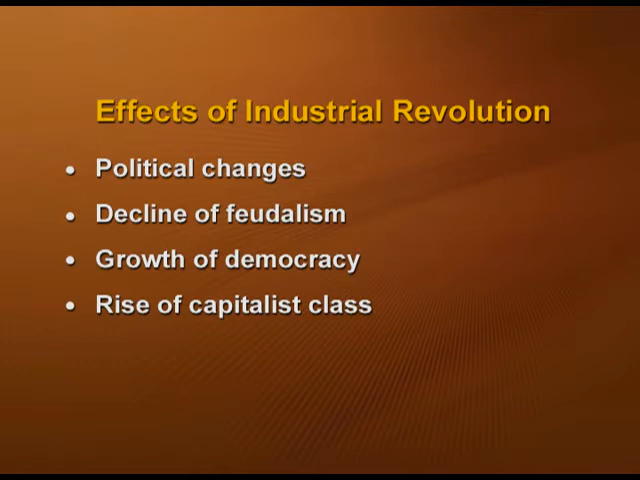 Effects of Industrial Revolution
• Political changes
• Decline of feudalism
• Growth of democracy
• Rise of capitalist class